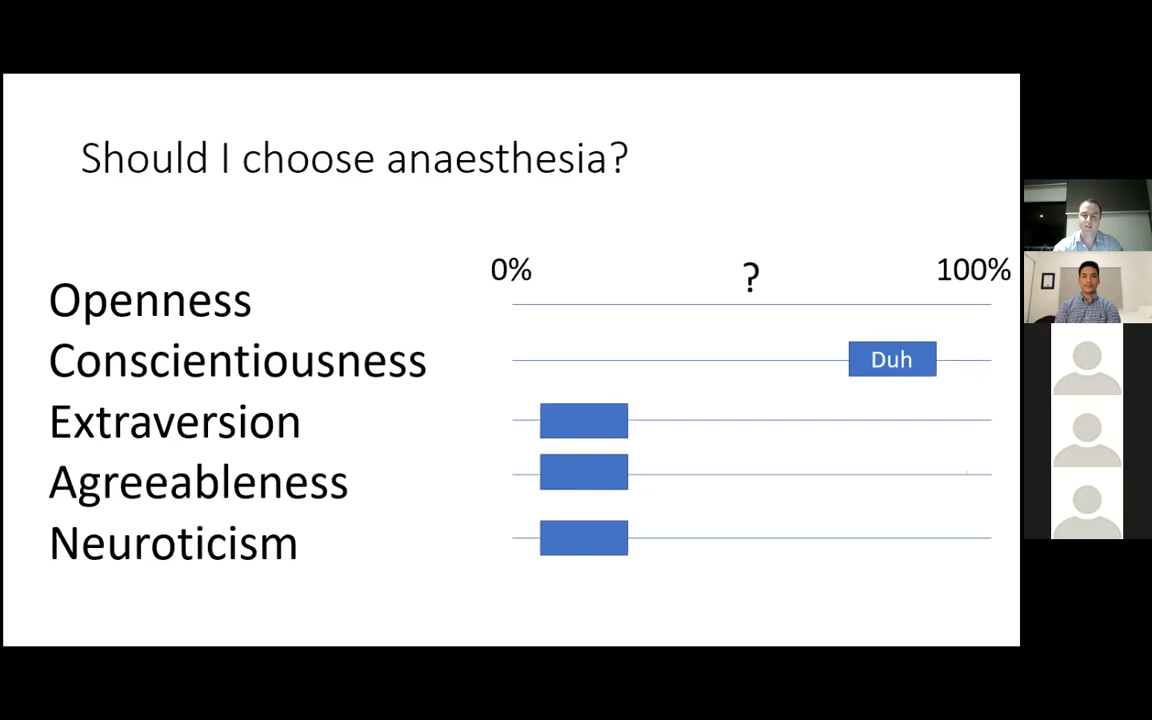 Should I choose anaesthesia?
0% ? 100%
Openness
Conscientiousness Duh
Extraversion
Agreeableness
Neuroticism